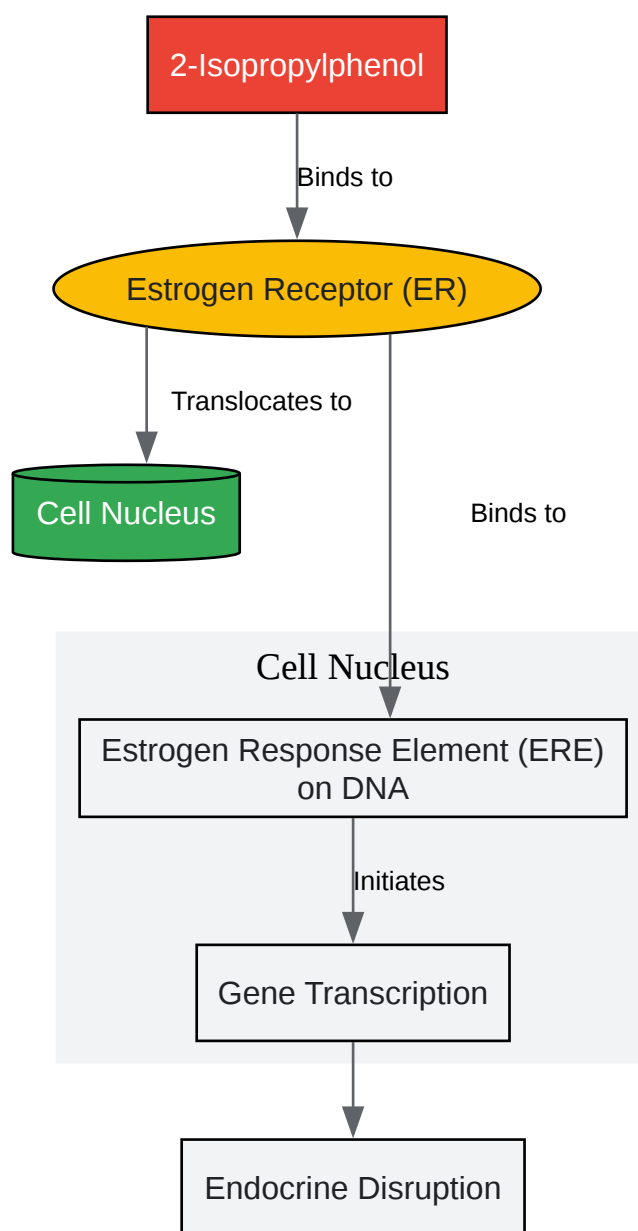 2-Isopropylphenol
Binds to
Estrogen Receptor (ER)
Translocates to
Cell Nucleus
Binds to
Cell Nucleus
Estrogen Response Element (ERE)
on DNA
Initiates
Gene Transcription
Endocrine Disruption